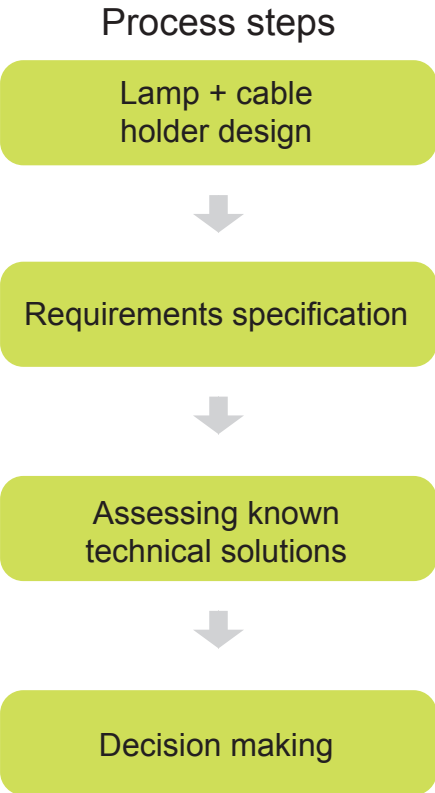 Process steps
Lamp + cable
holder design
Requirements specification
Assessing known
technical solutions
Decision making